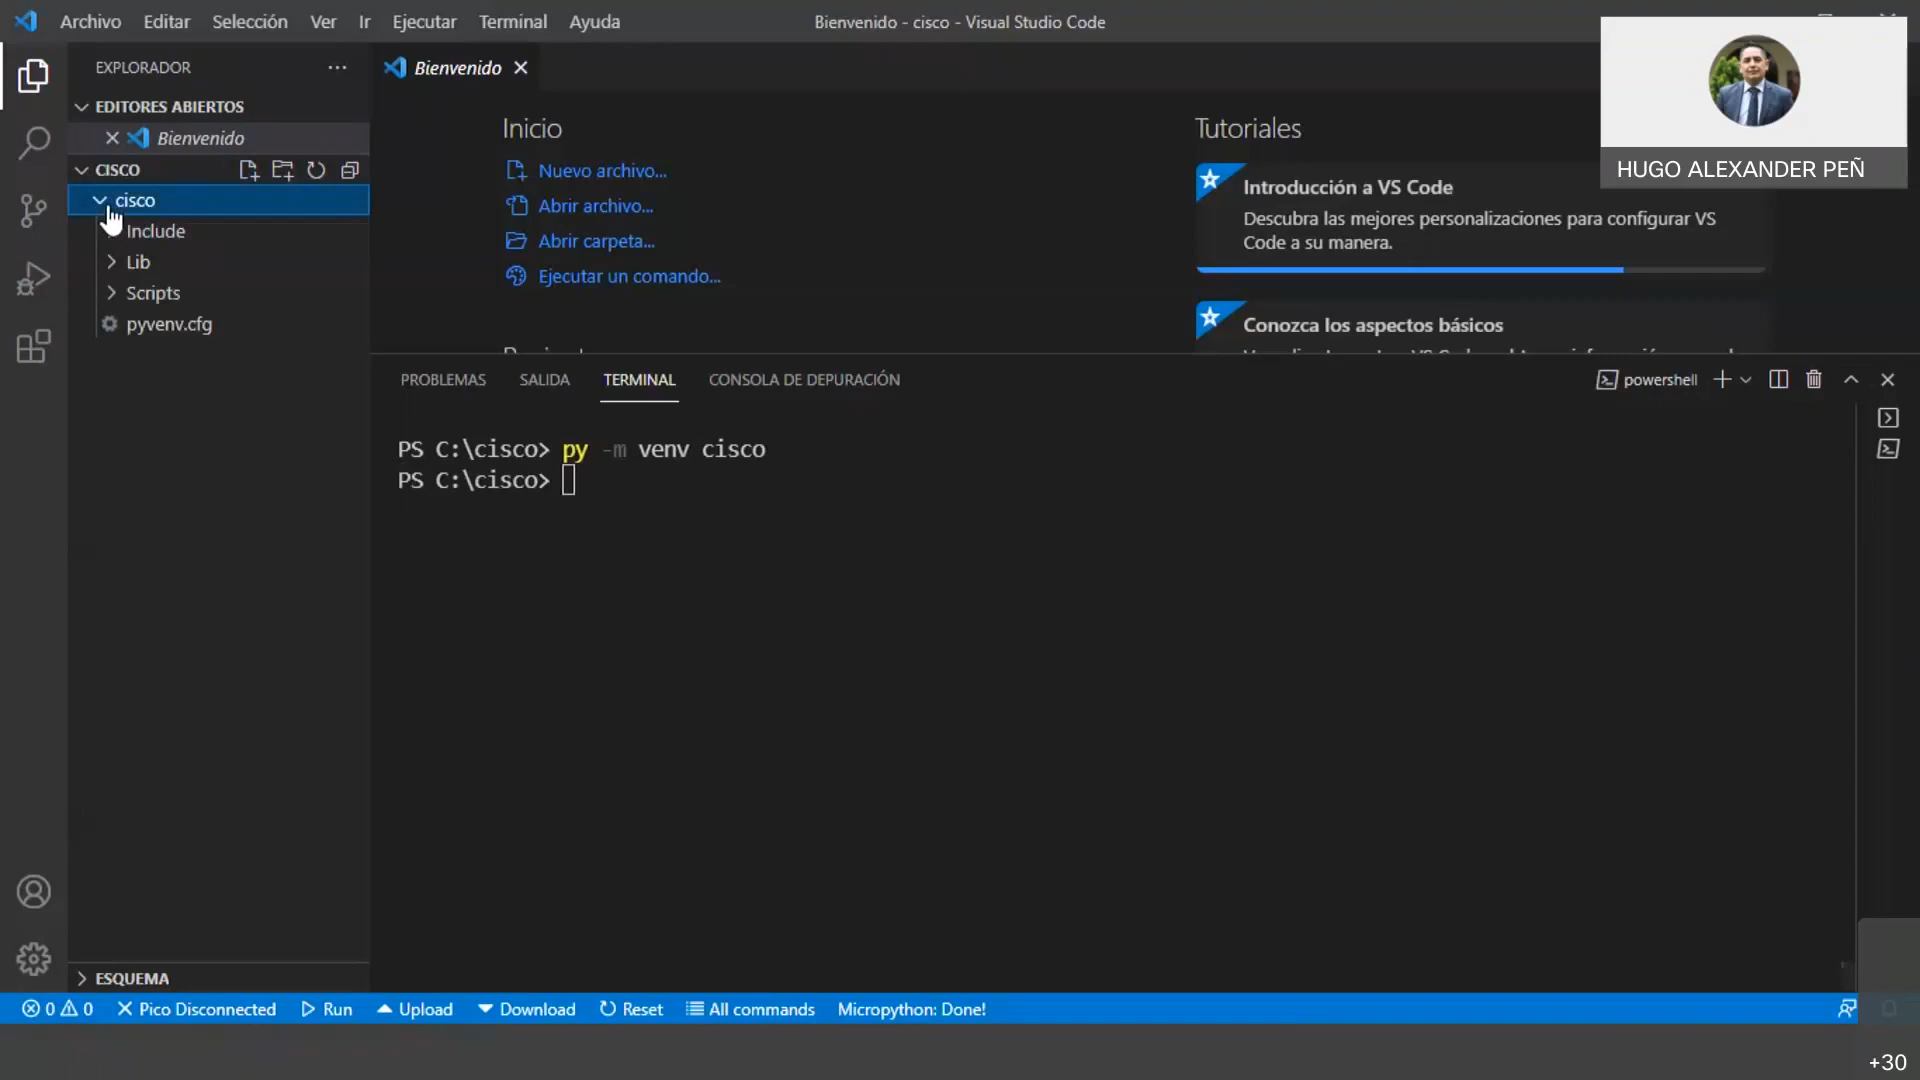 Archivo Editar Selección Ver Ir Ejecutar Terminal Ayuda
Bienvenido - cisco - Visual Studio Code
EXPLORADOR
EDITORES ABIERTOS
Bienvenido
CISCO
cisco
Include
Lib
Scripts
pyvenv.cfg
ESQUEMA
Bienvenido
Inicio
Nuevo archivo...
Abrir archivo...
Abrir carpeta...
Ejecutar un comando...
Tutoriales
Introducción a VS Code
Descubra las mejores personalizaciones para configurar VS
Code a su manera.
Conozca los aspectos básicos
HUGO ALEXANDER PEÑ
PROBLEMAS SALIDA TERMINAL CONSOLA DE DEPURACIÓN
powershell
PS C:\cisco> py -m venv cisco
PS C:\cisco>
0 0 Pico Disconnected Run Upload Download Reset All commands Micropython: Done!
+30